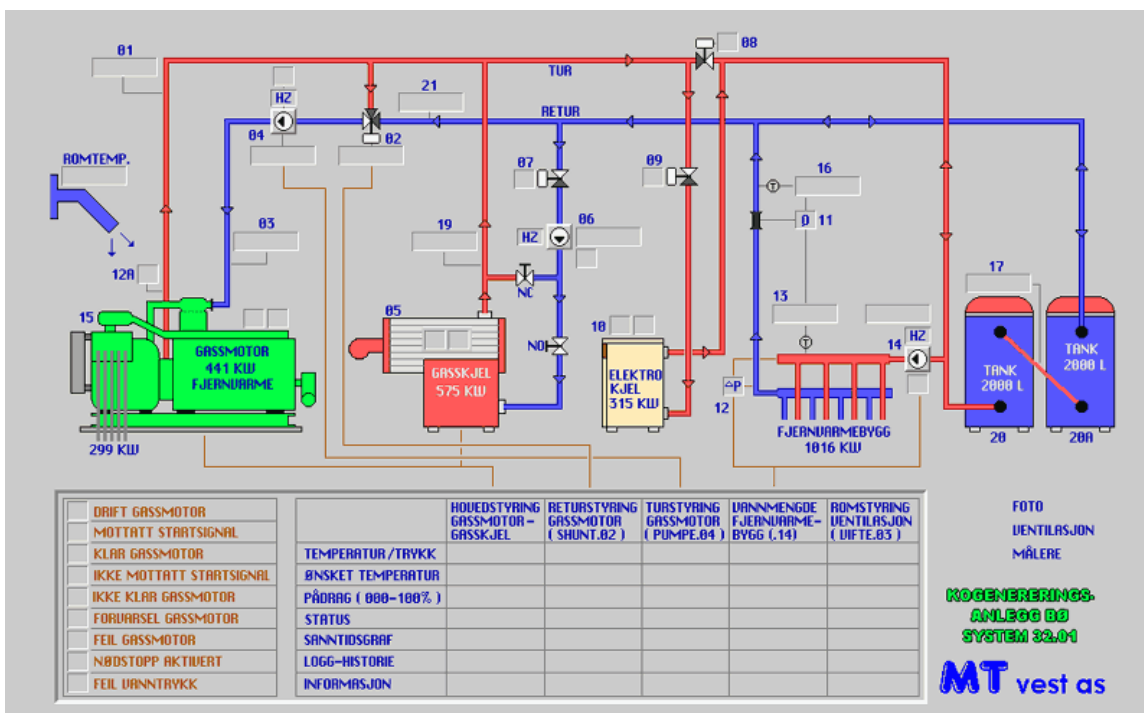 01
08
TUR
HZ
21
RETUR
04
02
ROMTEMP.
07
09
16
03
19
HZ
06
D 11
12A
NC
17
15
05
10
13
HZ
14
NO
GASSMOTOR
441 KW
FJERNVARME
GASSKJEL
575 KW
ELEKTRO
KJEL
315 KW
ΔP
12
TANK
2000 L
TANK
2000 L
FJERNVARMEBYGG
1016 KW
20
20A
299 KW
T
T
DRIFT GASSMOTOR
MOTTATT STARTSIGNAL
KLAR GASSMOTOR
IKKE MOTTATT STARTSIGNAL
IKKE KLAR GASSMOTOR
FORVARSEL GASSMOTOR
FEIL GASSMOTOR
NØDSTOPP AKTIVERT
FEIL VANNTRYKK
HOVEDSTYRING
GASSMOTOR-
GASSKJEL
RETURSTYRING
GASSMOTOR
( SHUNT.02 )
TURSTYRING
GASSMOTOR
( PUMPE.04 )
VANNMENGDE
FJERNVARME-
BYGG (.14)
ROMSTYRING
VENTILASJON
( VIFTE.03 )
TEMPERATUR/TRYKK
ØNSKET TEMPERATUR
PÅDRAG ( 000-100% )
STATUS
SANNTIDSGRAF
LOGG-HISTORIE
INFORMASJON
FOTO
VENTILASJON
MÅLERE
KOGENERERINGS-
ANLEGG BØ
SYSTEM 32.01
MT vest as